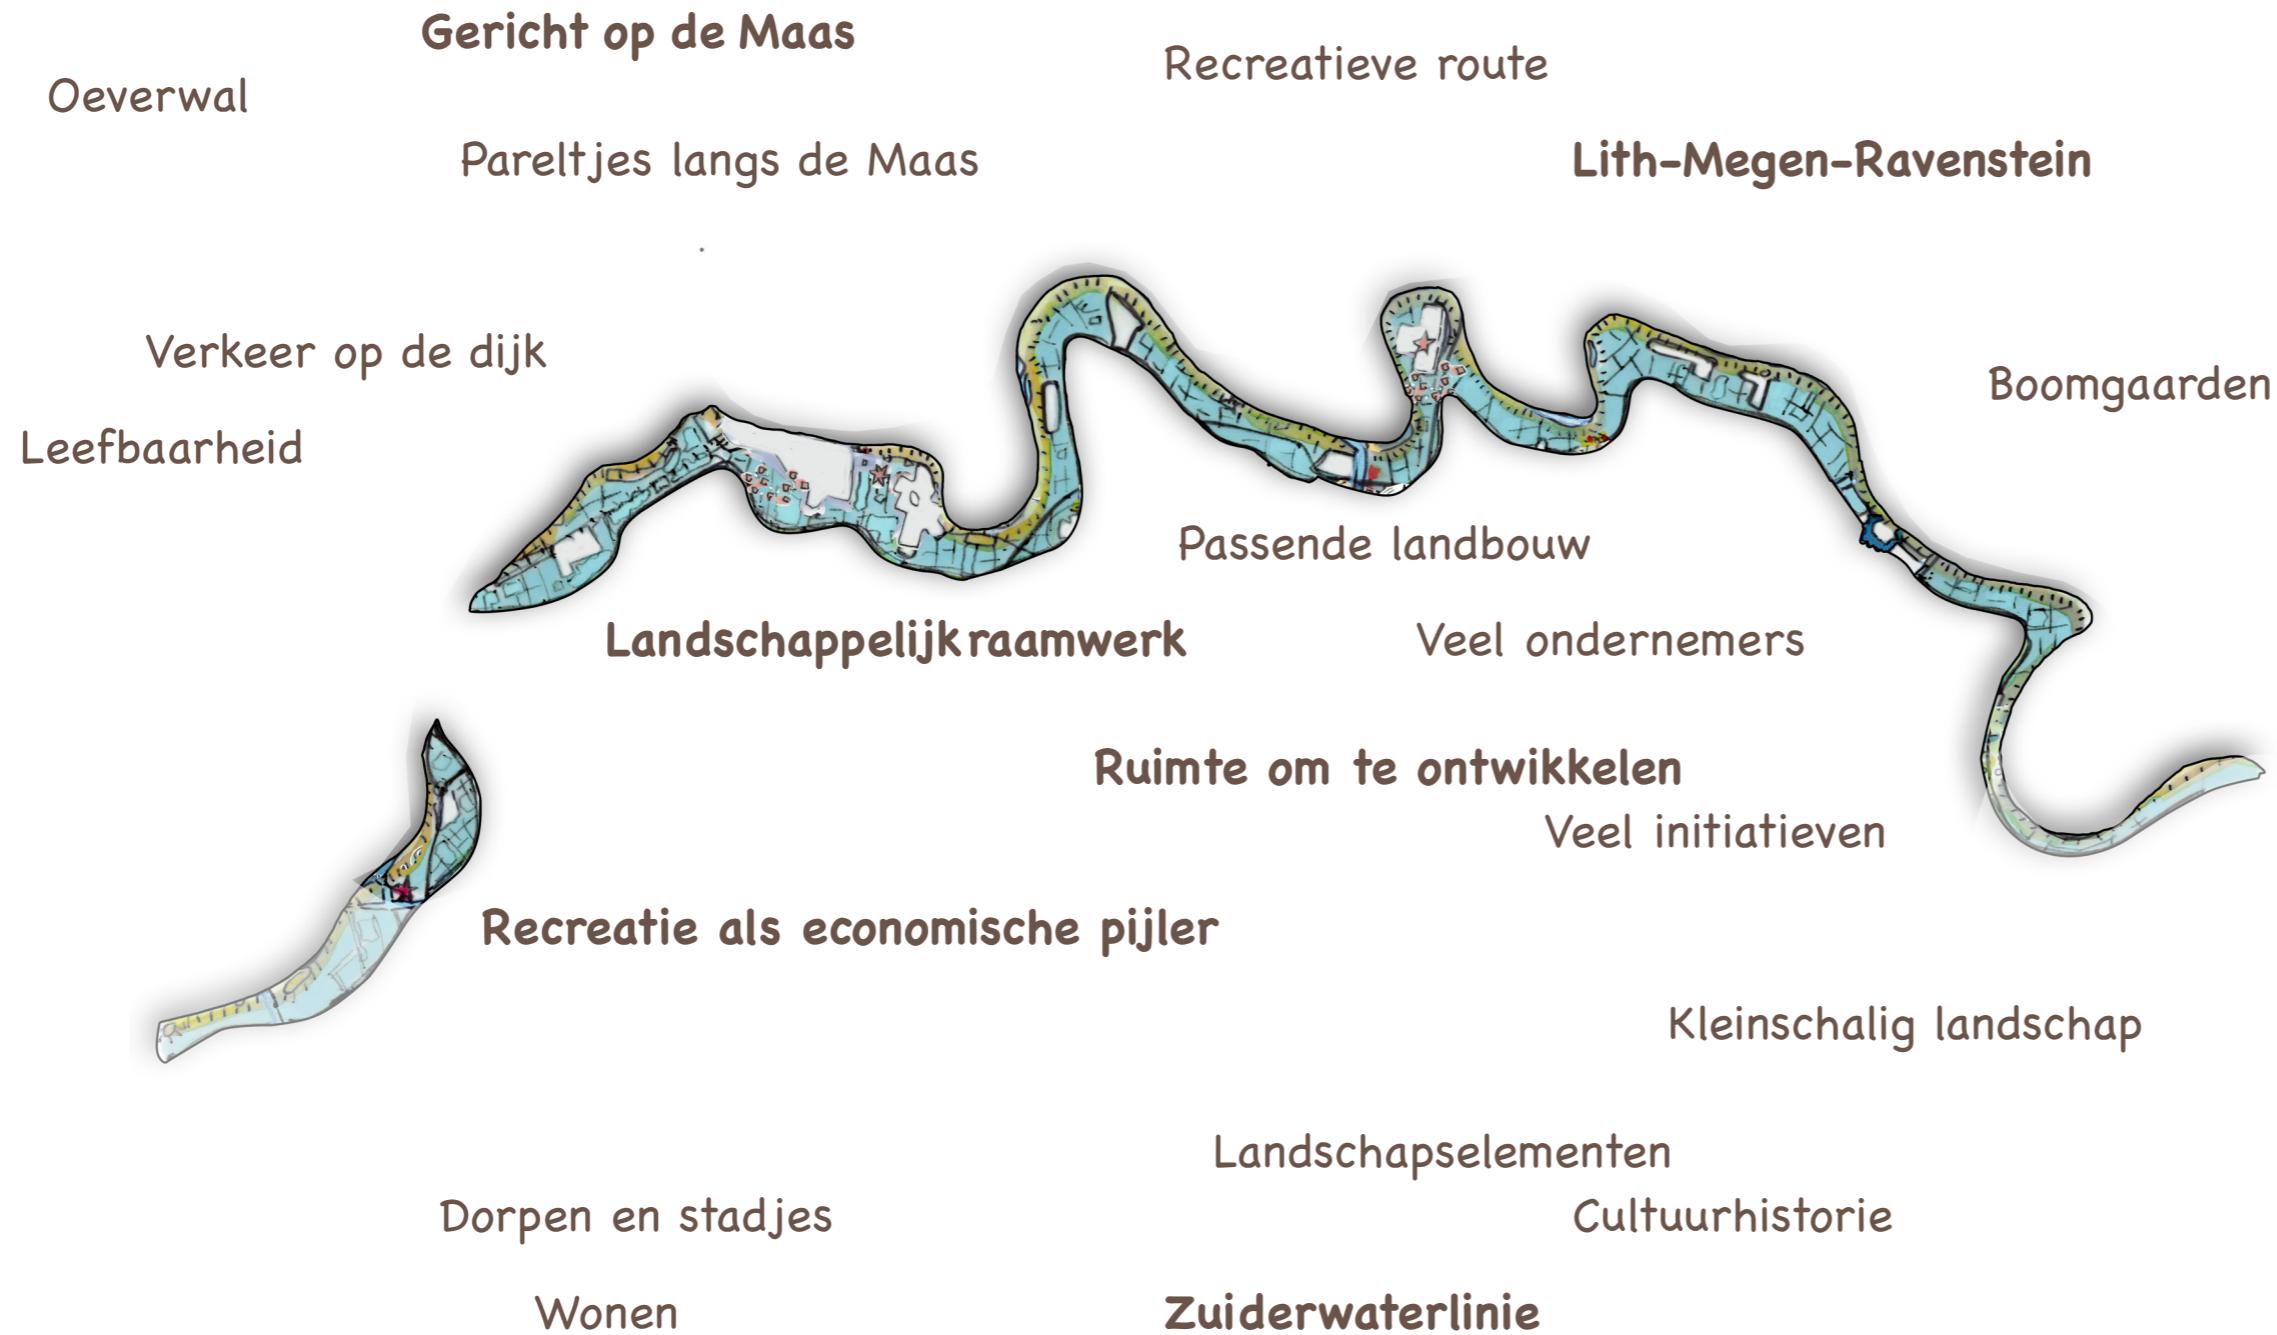 Gericht op de Maas
Recreatieve route
Oeverwal
Pareltjes langs de Maas
Lith-Megen-Ravenstein
Verkeer op de dijk
Boomgaarden
Leefbaarheid
Passende landbouw
Landschappelijk raamwerk
Veel ondernemers
Ruimte om te ontwikkelen
Veel initiatieven
Recreatie als economische pijler
Kleinschalig landschap
Landschapselementen
Dorpen en stadjes
Cultuurhistorie
Wonen
Zuiderwaterlinie